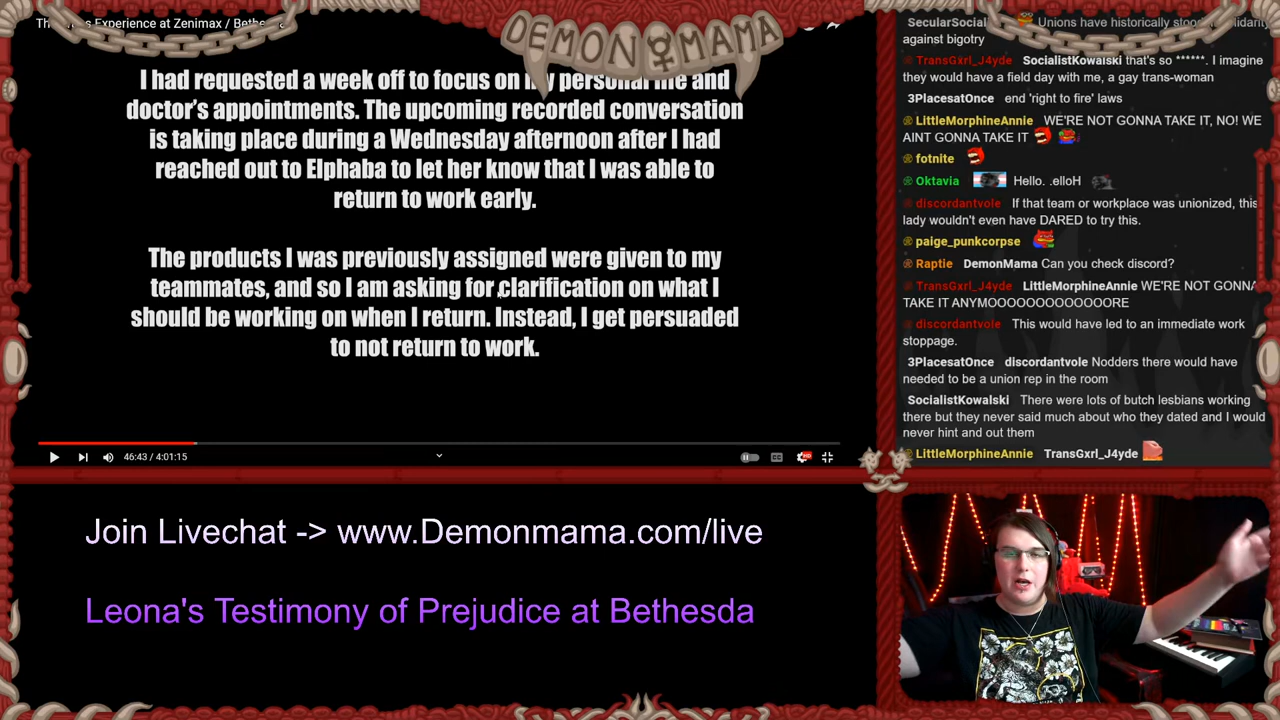 Experience at Zenimax /
DEMON MAMA
I had requested a week off to focus on my personal life and
doctor's appointments. The upcoming recorded conversation
is taking place during a Wednesday afternoon after I had
reached out to Elphaba to let her know that I was able to
return to work early.
The products I was previously assigned were given to my
teammates, and so I am asking for clarification on what I
should be working on when I return. Instead, I get persuaded
to not return to work.
46:43 / 4:01:15
SecularSocial Unions have historically stood
against bigotry
TransGxrl_J4yde SocialistKowalski that's so ******. I imagine
they would have a field day with me, a gay trans-woman
3PlacesatOnce end 'right to fire' laws
LittleMorphineAnnie WE'RE NOT GONNA TAKE IT, NO! WE
AINT GONNA TAKE IT
fotnite
Oktavia Hello. .elloH
discordantvole If that team or workplace was unionized, this
lady wouldn't even have DARED to try this.
paige_punkcorpse
Raptie DemonMama Can you check discord?
TransGxrl_J4yde LittleMorphineAnnie WE'RE NOT GONNA
TAKE IT ANYMOOOOOOOOOOOOORE
discordantvole This would have led to an immediate work
stoppage.
3PlacesatOnce discordantvole Nodders there would have
needed to be a union rep in the room
SocialistKowalski There were lots of butch lesbians working
there but they never said much about who they dated and I would
never hint and out them
LittleMorphineAnnie TransGxrl_J4yde
Join Livechat -> www.Demonmama.com/live
Leona's Testimony of Prejudice at Bethesda